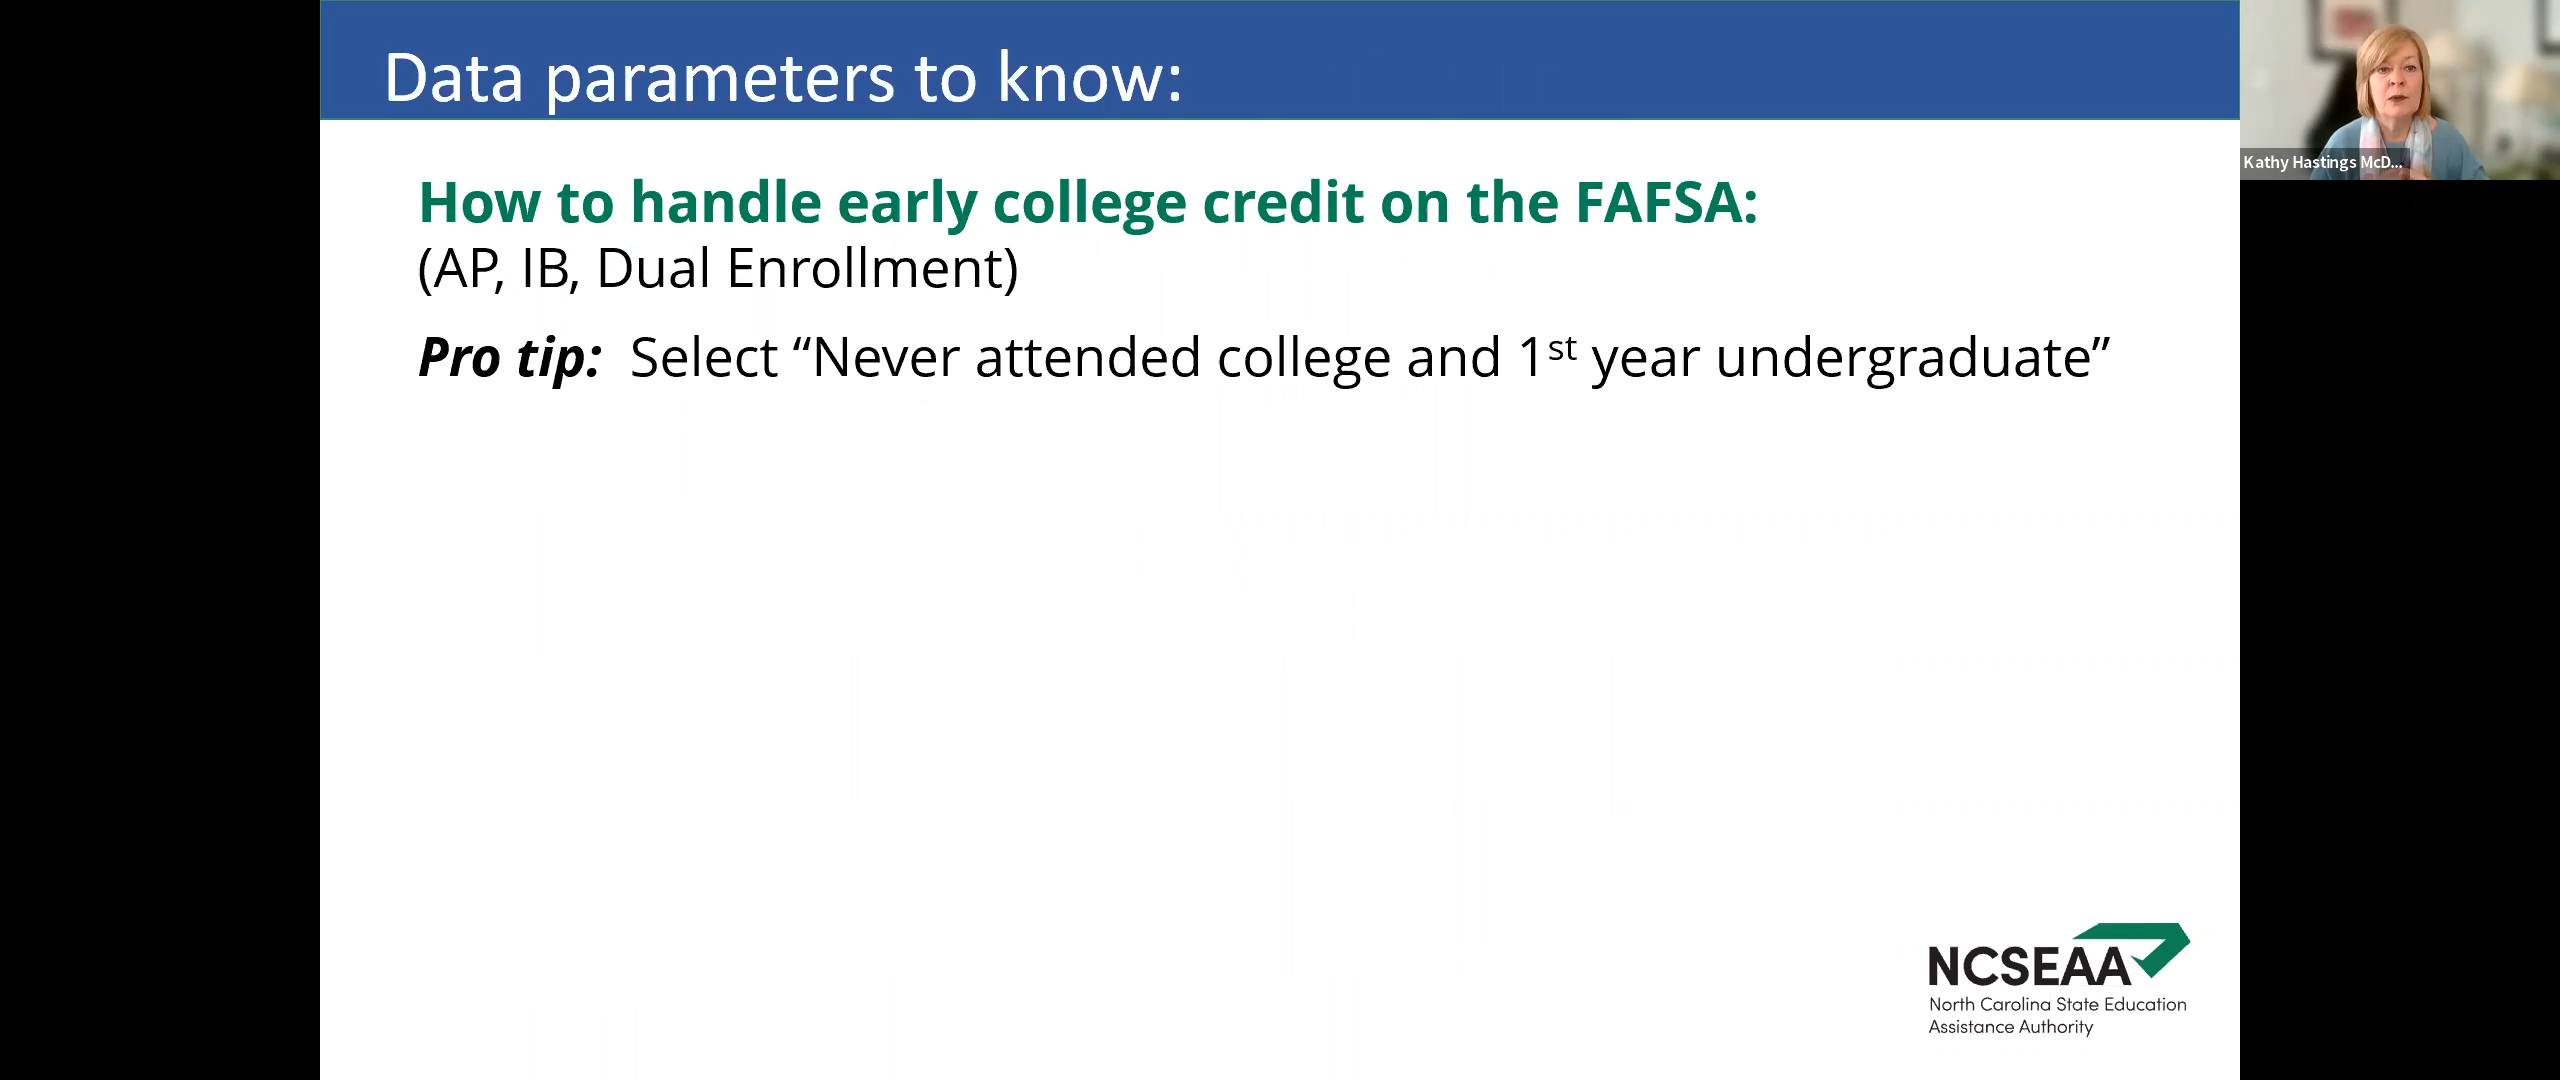 Data parameters to know:
Kathy Hastings McD...
How to handle early college credit on the FAFSA:
(AP, IB, Dual Enrollment)
Pro tip: Select “Never attended college and 1st year undergraduate”
NCSEAA
North Carolina State Education
Assistance Authority